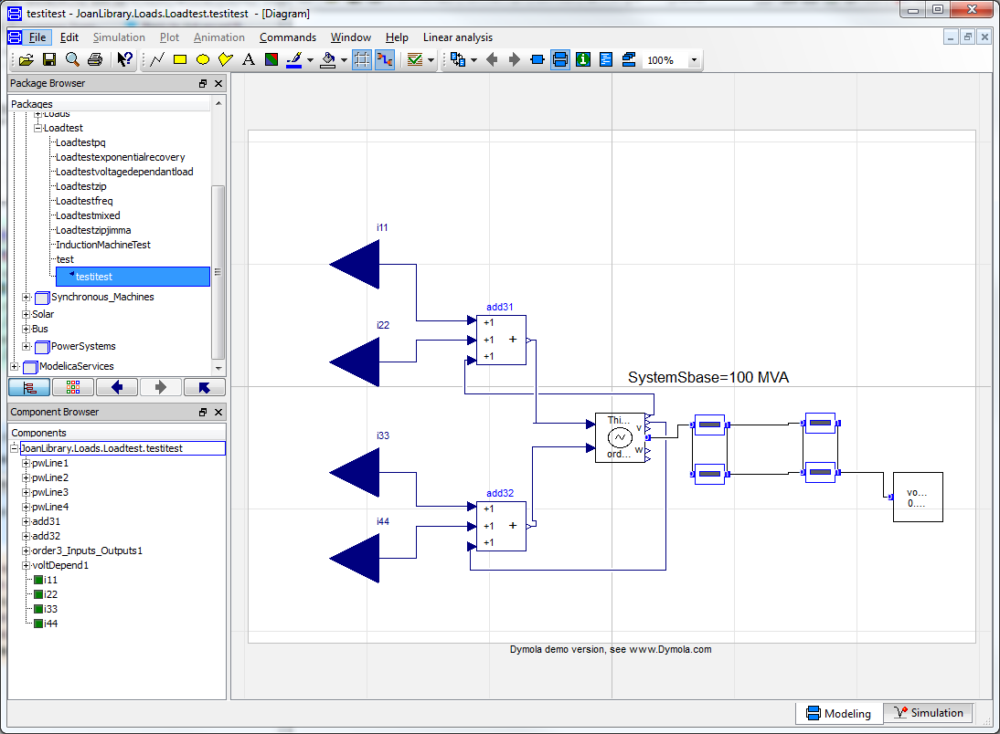 testitest - JoanLibrary.Loads.Loadtest.testitest - [Diagram]
File Edit Simulation Plot Animation Commands Window Help Linear analysis
100%
Package Browser
Packages
Loads
Loadtest
Loadtestpq
Loadtestexponentialrecovery
Loadtestvoltagedependantload
Loadtestzip
Loadtestfreq
Loadtestmixed
Loadtestzipjimma
InductionMachineTest
test
testitest
Synchronous_Machines
Solar
Bus
PowerSystems
ModelicaServices
Component Browser
Components
JoanLibrary.Loads.Loadtest.testitest
pwLine1
pwLine2
pwLine3
pwLine4
add31
add32
order3_Inputs_Outputs1
voltDepend1
i11
i22
i33
i44
i11
add31
i22
+1
+1
+
+1
SystemSbase=100 MVA
Thi...
v
w
ord...
i33
add32
i44
+1
+1
+
+1
vo...
0....
Dymola demo version, see www.Dymola.com
Modeling Simulation